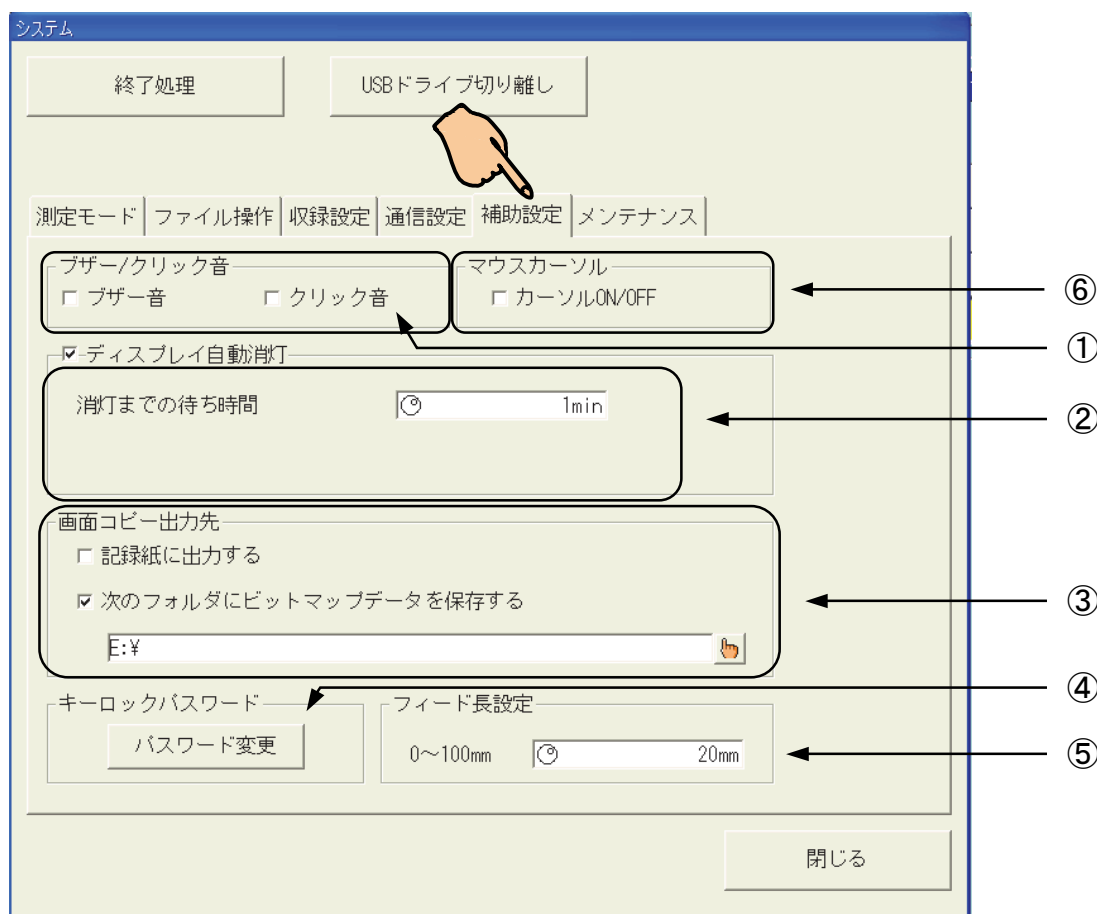 システム
終了処理 USBドライブ切り離し
測定モード ファイル操作 収録設定 通信設定 補助設定 メンテナンス
ブザー/クリック音 マウスカーソル
ブザー音 クリック音 カーソルON/OFF
⑥
①
ディスプレイ自動消灯
消灯までの待ち時間 1min
②
画面コピー出力先
記録紙に出力する
次のフォルダにビットマップデータを保存する
③
E:¥
④
キーロックパスワード フィード長設定
パスワード変更 0～100mm 20mm
⑤
閉じる